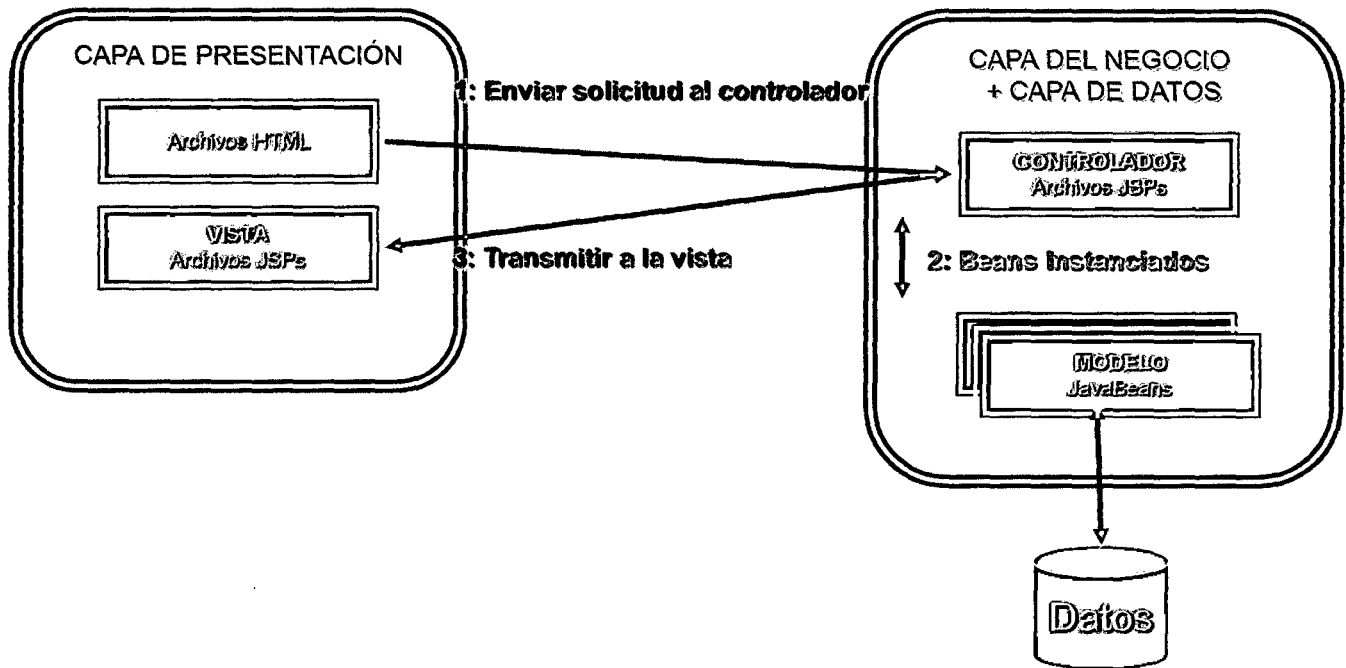 CAPA DE PRESENTACIÓN
Archivos HTML
VISTA
Archivos JSPs
1: Enviar solicitud al controlador
3: Transmitir a la vista
CAPA DEL NEGOCIO
+ CAPA DE DATOS
CONTROLADOR
Archivos JSPs
2: Beans Instanciados
MODELO
JavaBeans
Datos